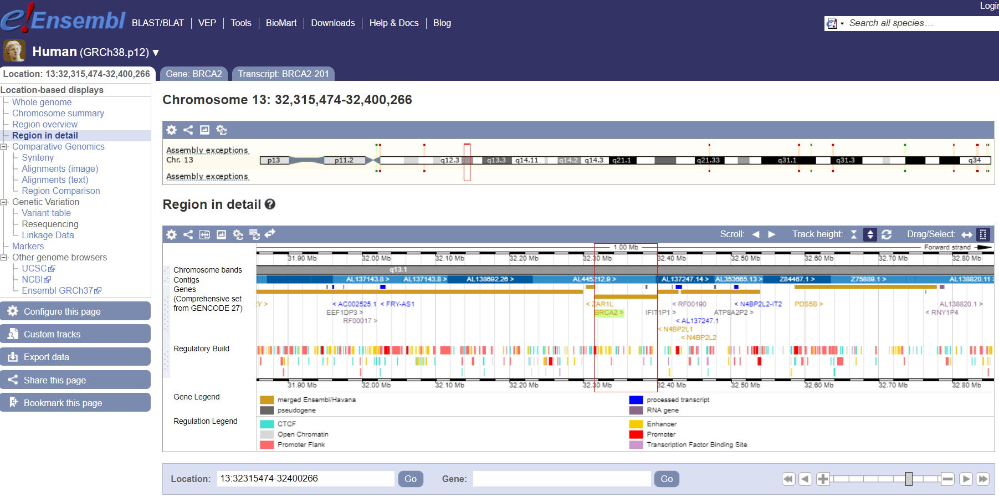 Login
e!Ensembl BLAST/BLAT VEP Tools BioMart Downloads Help & Docs Blog
Search all species…
Human (GRCh38.p12) ▼
Location: 13:32,315,474-32,400,266 Gene: BRCA2 Transcript: BRCA2-201
Location-based displays
Whole genome
Chromosome summary
Region overview
Region in detail
Comparative Genomics
Synteny
Alignments (image)
Alignments (text)
Region Comparison
Genetic Variation
Variant table
Resequencing
Linkage Data
Markers
Other genome browsers
UCSC
NCBI
Ensembl GRCh37
Configure this page
Custom tracks
Export data
Share this page
Bookmark this page
Chromosome 13: 32,315,474-32,400,266
Assembly exceptions
Chr. 13 p13 p11.2 q12.3 q13.3 q14.11 q14.2 q14.3 q21.1 q21.33 q31.1 q31.3 q34
Assembly exceptions
Region in detail
Scroll: Track height: Drag/Select:
1.00 Mb Forward strand
31.90 Mb 32.00 Mb 32.10 Mb 32.20 Mb 32.30 Mb 32.40 Mb 32.50 Mb 32.60 Mb 32.70 Mb 32.80 Mb
Chromosome bands q13.1
Contigs AL137143.8 > AL137143.8 > AL138692.26 > AL445212.9 > AL137247.14 > AL353665.13 > Z84467.1 > Z75889.1 > AL138820.11 >
Genes
(Comprehensive set
from GENCODE 27)
RY > < AC002525.1 < FRY-AS1 < ZAR1L < RF00190 < N4BP2L2-IT2 PDS5B > AL138820.1 >
EEF1DP3 > BRCA2 > IFIT1P1 > ATP8A2P2 > < RNY1P4
RF00017 > < AL137247.1
< N4BP2L1
< N4BP2L2
Regulatory Build
31.90 Mb 32.00 Mb 32.10 Mb 32.20 Mb 32.30 Mb 32.40 Mb 32.50 Mb 32.60 Mb 32.70 Mb 32.80 Mb
Gene Legend merged Ensembl/Havana processed transcript
pseudogene RNA gene
Regulation Legend CTCF Enhancer
Open Chromatin Promoter
Promoter Flank Transcription Factor Binding Site
Location: 13:32315474-32400266 Go Gene: Go